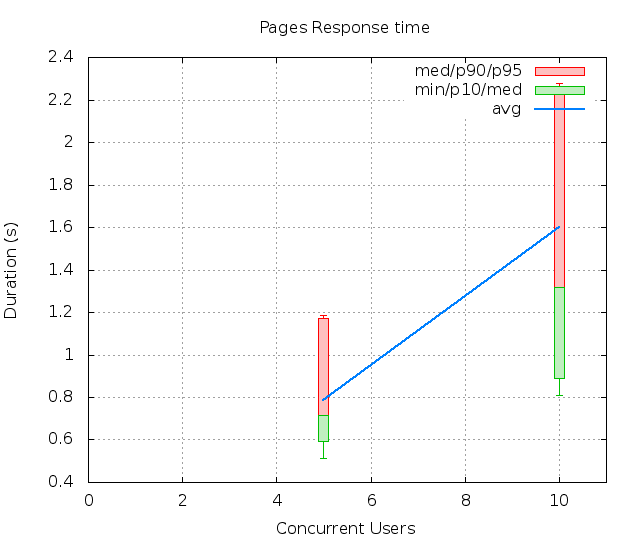 Pages Response time
2.4
2.2
2
1.8
1.6
1.4
1.2
1
0.8
0.6
0.4
Duration (s)
med/p90/p95
min/p10/med
avg
0 2 4 6 8 10
Concurrent Users